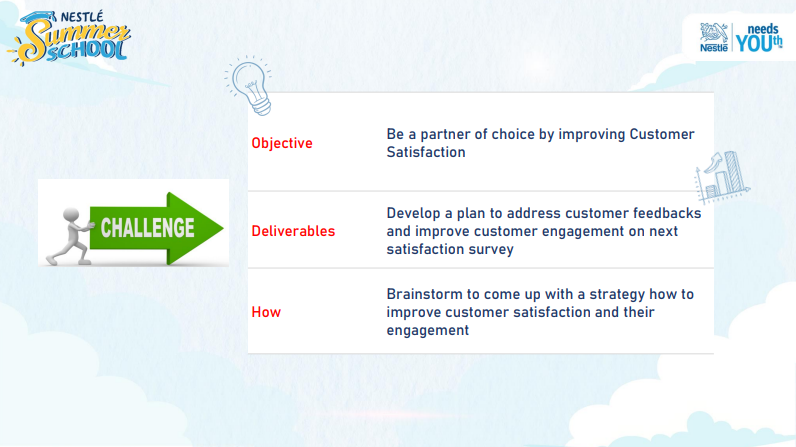 NESTLÉ
Summer
SCHOOL
Nestlé
needs
YOUth
Objective
Be a partner of choice by improving Customer
Satisfaction
CHALLENGE
Deliverables
Develop a plan to address customer feedbacks
and improve customer engagement on next
satisfaction survey
How
Brainstorm to come up with a strategy how to
improve customer satisfaction and their
engagement